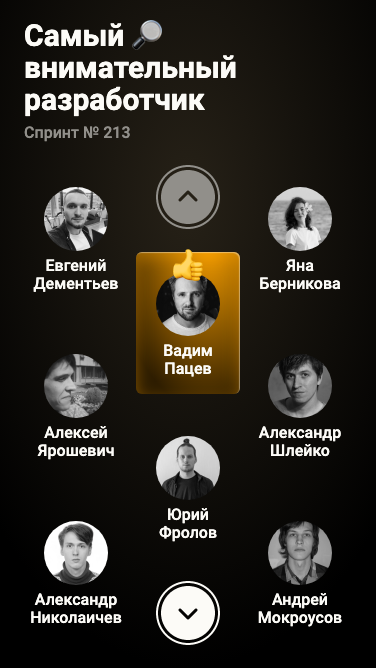 Самый 🔎
внимательный
разработчик
Спринт № 213
Евгений
Дементьев
Яна
Берникова
👍
Вадим
Пацев
Алексей
Ярошевич
Александр
Шлейко
Юрий
Фролов
Александр
Николаичев
Андрей
Мокроусов